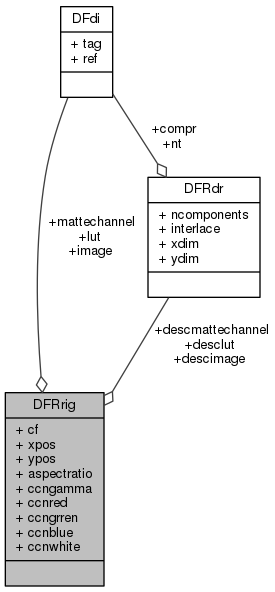 DFdi
+ tag
+ ref
+compr
+nt
DFRdr
+ ncomponents
+ interlace
+ xdim
+ ydim
+mattechannel
+lut
+image
+descmattechannel
+desclut
+descimage
DFRrig
+ cf
+ xpos
+ ypos
+ aspectratio
+ ccngamma
+ ccnred
+ ccngrren
+ ccnblue
+ ccnwhite